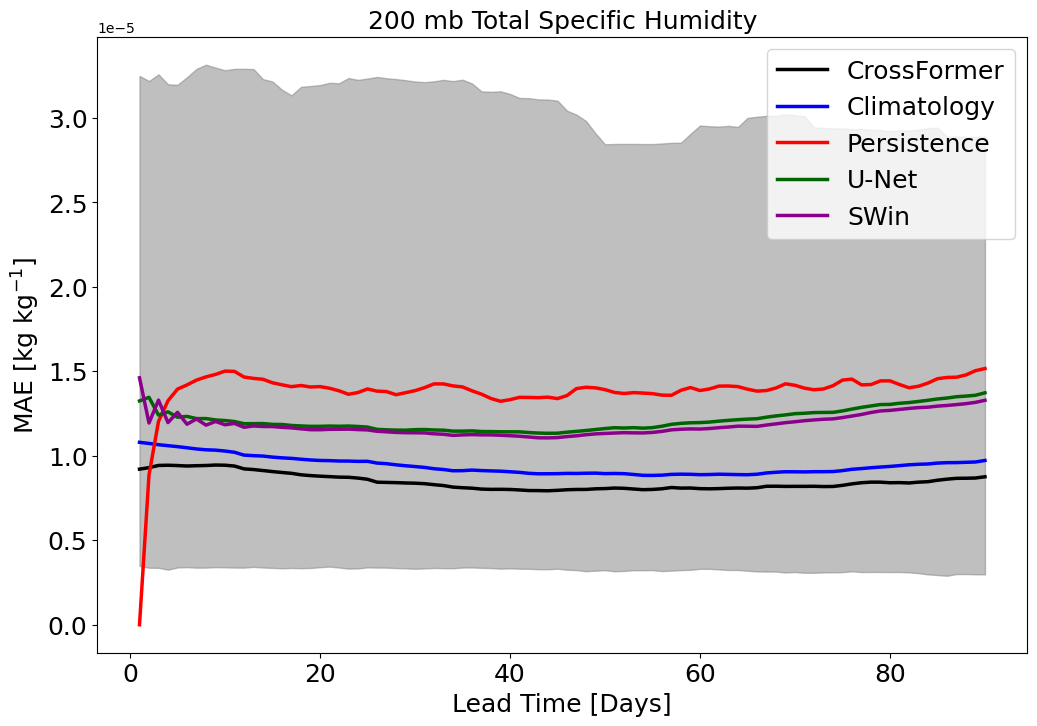 200 mb Total Specific Humidity
1e−5
3.0
2.5
2.0
1.5
1.0
0.5
0.0
MAE [kg kg⁻¹]
CrossFormer
Climatology
Persistence
U-Net
SWin
0 20 40 60 80
Lead Time [Days]